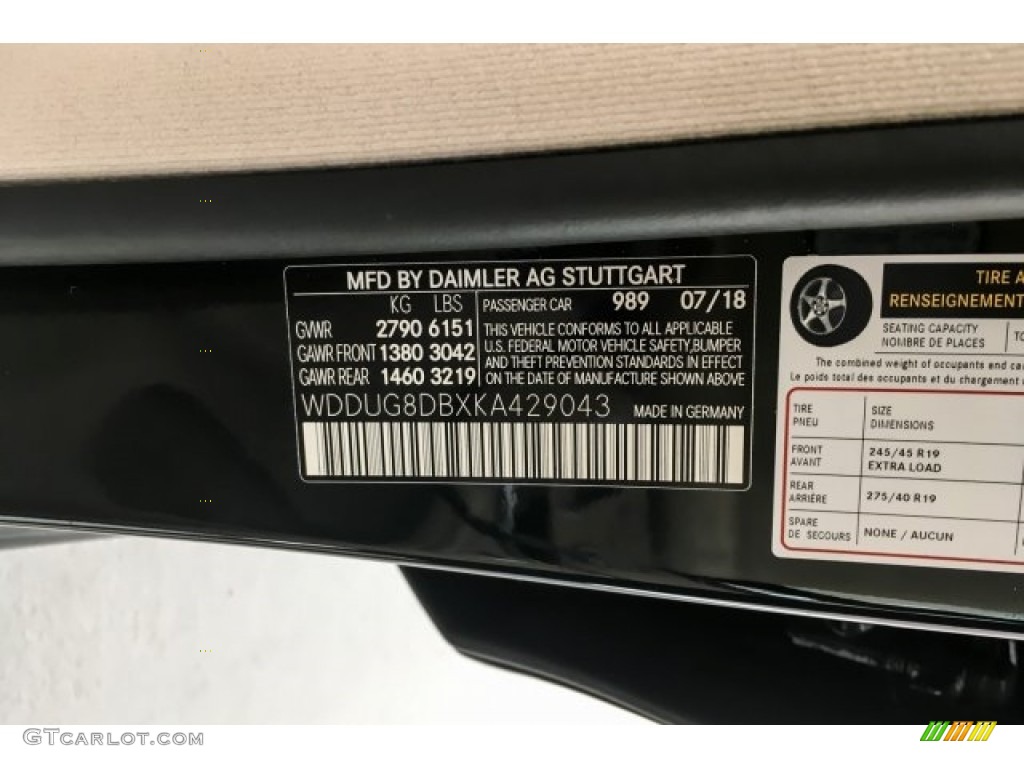 MFD BY DAIMLER AG STUTTGART
KG LBS
GVWR 2790 6151
GAWR FRONT 1380 3042
GAWR REAR 1460 3219
PASSENGER CAR 989 07/18
THIS VEHICLE CONFORMS TO ALL APPLICABLE
U.S. FEDERAL MOTOR VEHICLE SAFETY, BUMPER
AND THEFT PREVENTION STANDARDS IN EFFECT
ON THE DATE OF MANUFACTURE SHOWN ABOVE
WDDUG8DBXKA429043 MADE IN GERMANY
TIRE A
RENSEIGNEMENT
SEATING CAPACITY
NOMBRE DE PLACES
The combined weight of occupants and
Le poids total des occupants et du chargement
TIRE
PNEU
SIZE
DIMENSIONS
FRONT
AVANT
245/45 R19
EXTRA LOAD
REAR
ARRIÈRE
275/40 R19
SPARE
DE SECOURS
NONE / AUCUN
GTCARLOT.COM